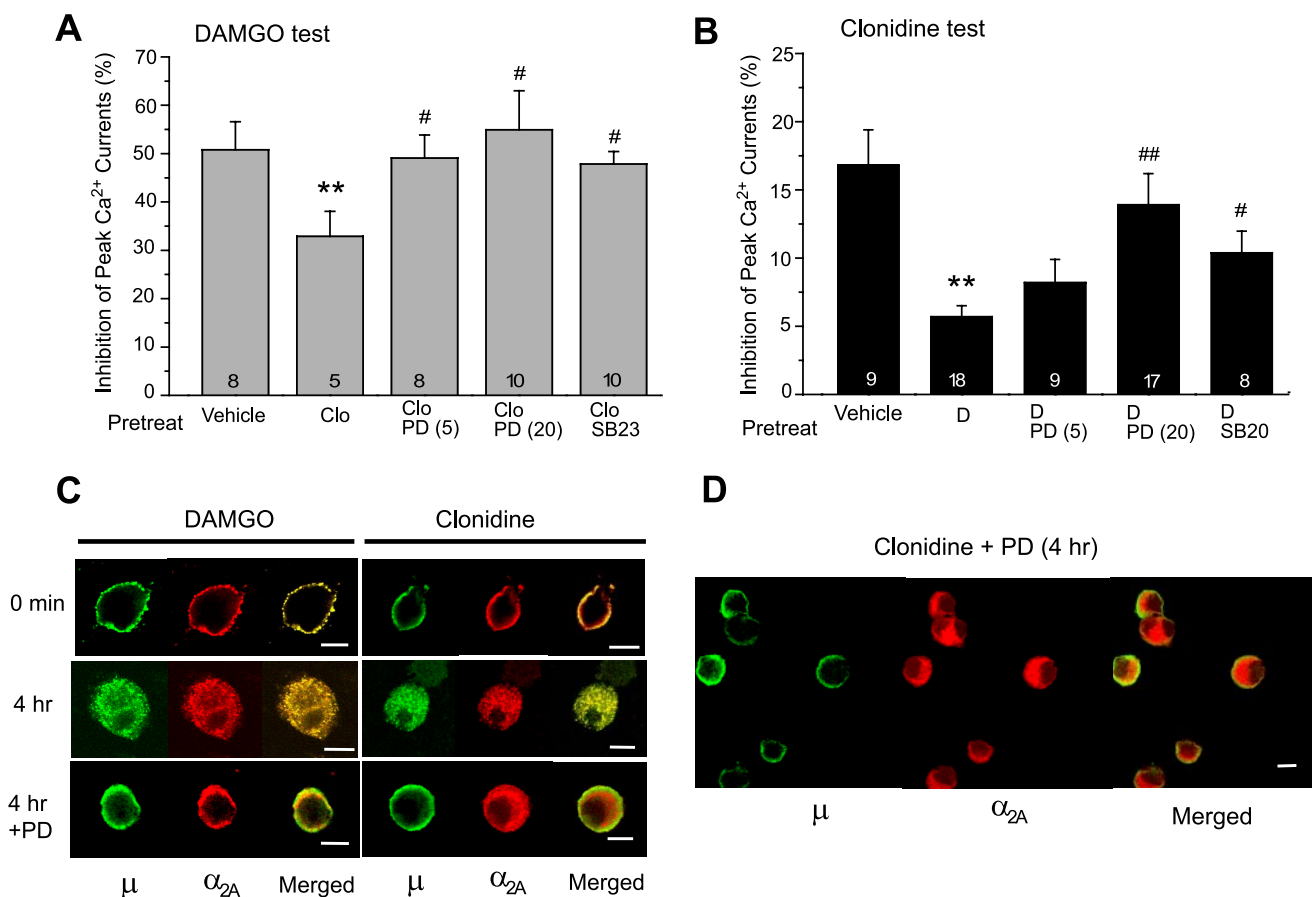 A
DAMGO test
Inhibition of Peak Ca2+ Currents (%)
70
60
50
40
30
20
10
0
**
#
#
#
8
5
8
10
10
Pretreat
Vehicle
Clo
Clo
PD (5)
Clo
PD (20)
Clo
SB23
B
Clonidine test
Inhibition of Peak Ca2+ Currents (%)
25
20
15
10
5
0
**
##
#
9
18
9
17
8
Pretreat
Vehicle
D
D
PD (5)
D
PD (20)
D
SB20
C
DAMGO
Clonidine
0 min
4 hr
4 hr
+PD
μ
α2A
Merged
μ
α2A
Merged
D
Clonidine + PD (4 hr)
μ
α2A
Merged